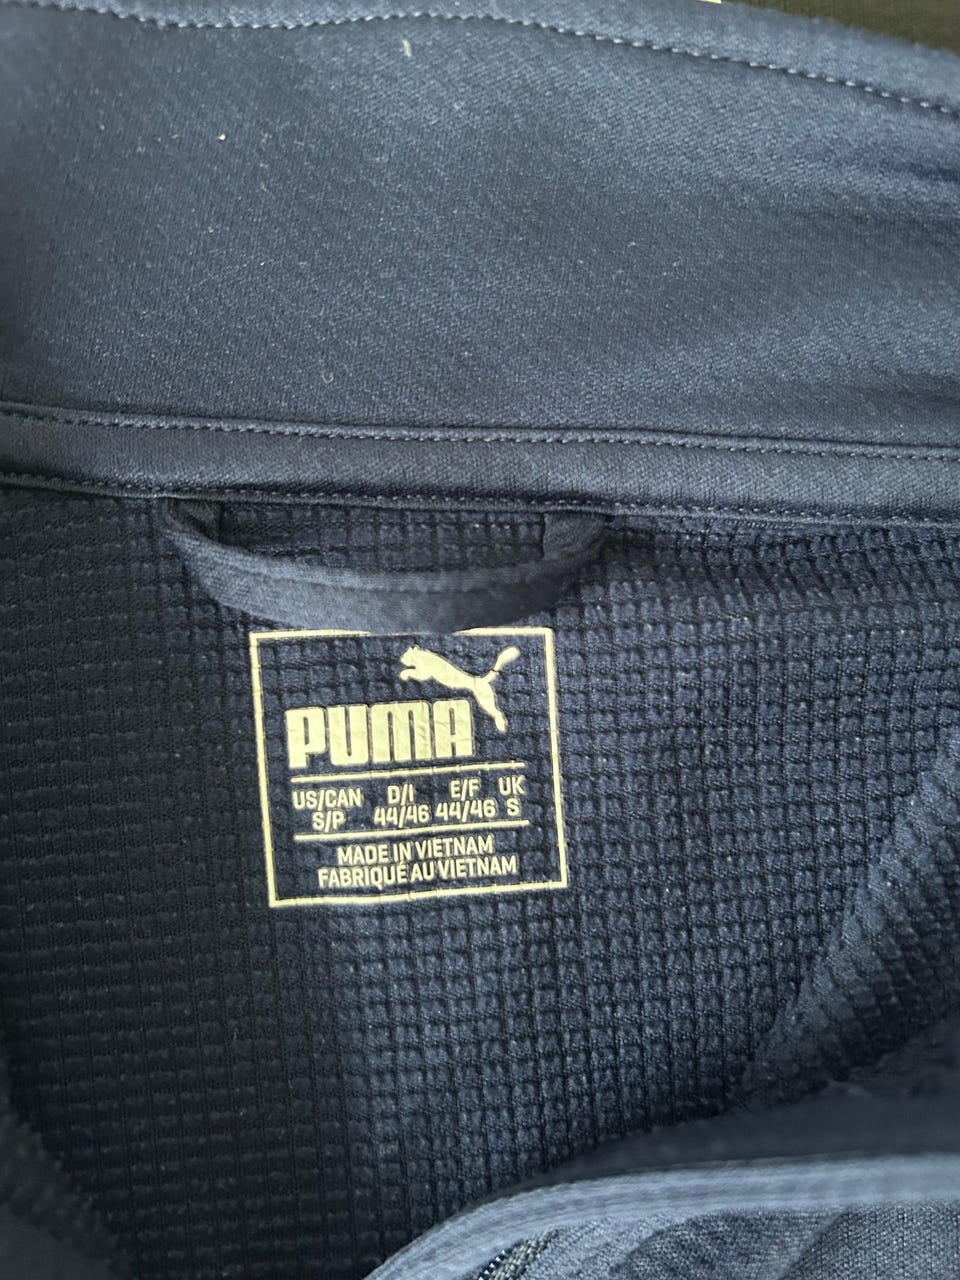 PUMA
US/CAN D/I E/F UK
S/P 44/46 44/46 S
MADE IN VIETNAM
FABRIQUÉ AU VIETNAM